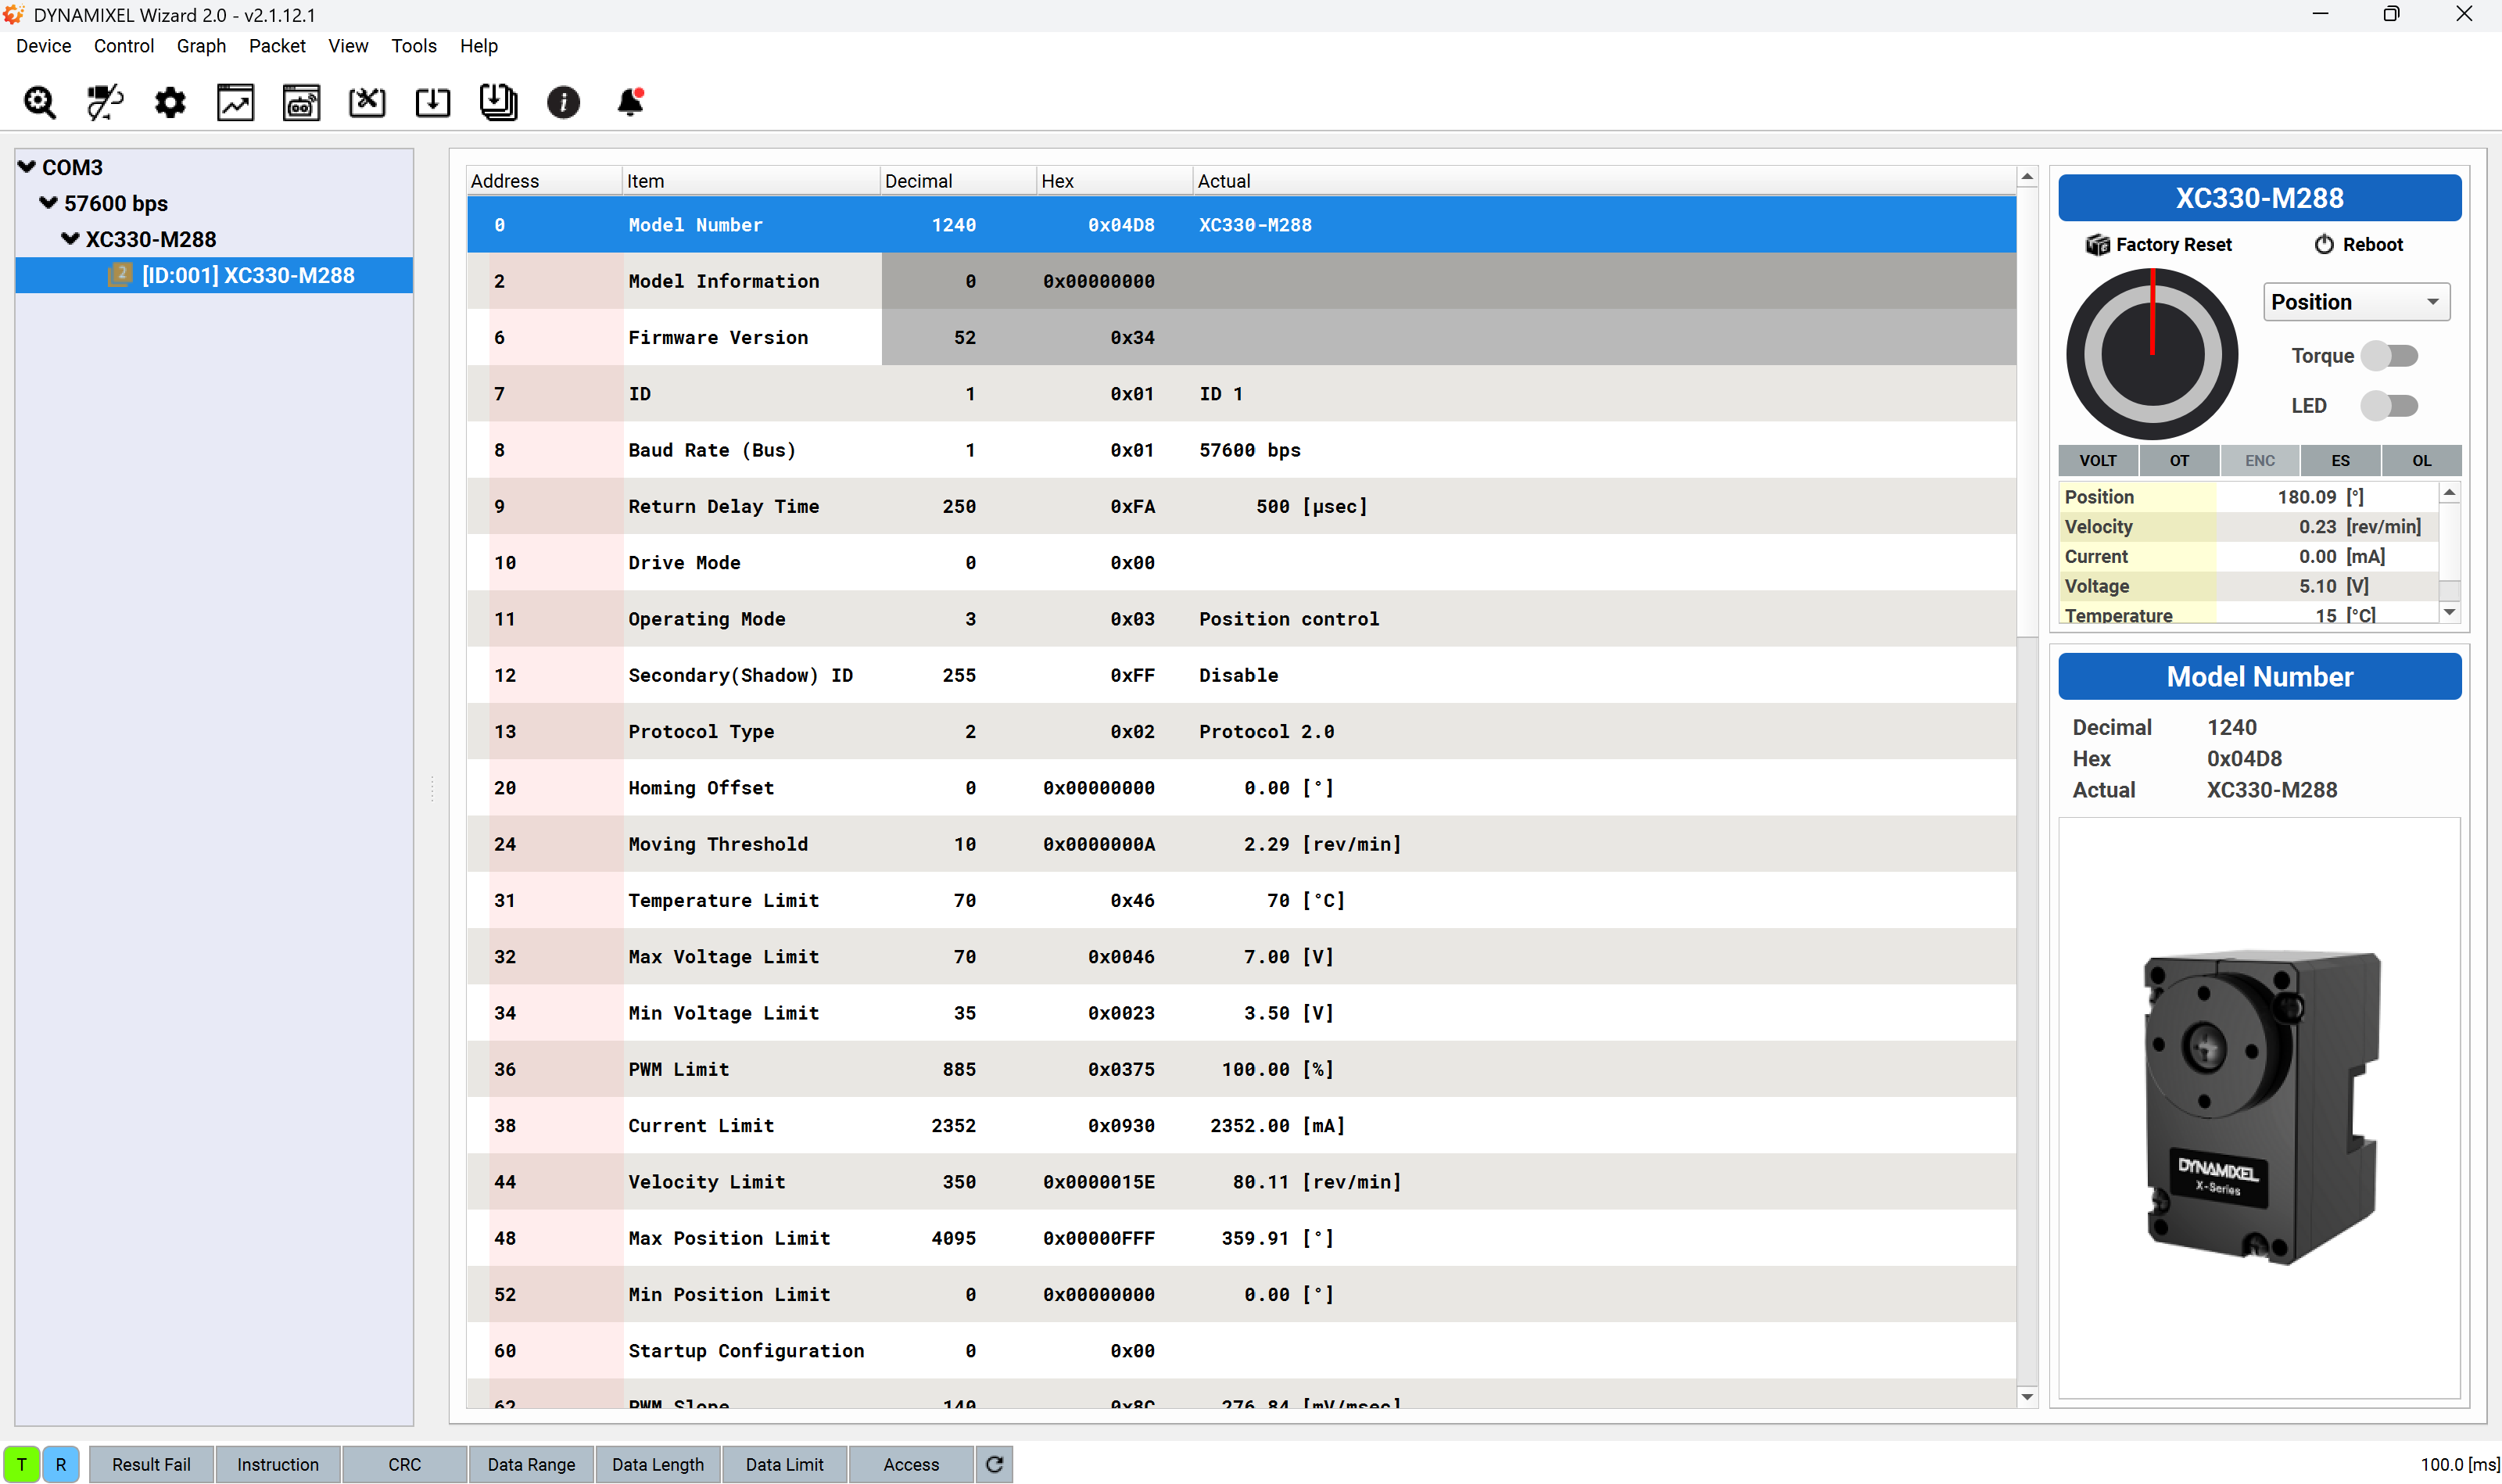 DYNAMIXEL Wizard 2.0 - v2.1.12.1
Device Control Graph Packet View Tools Help
COM3
57600 bps
XC330-M288
2 [ID:001] XC330-M288
Address Item Decimal Hex Actual
0 Model Number 1240 0x04D8 XC330-M288
2 Model Information 0 0x00000000
6 Firmware Version 52 0x34
7 ID 1 0x01 ID 1
8 Baud Rate (Bus) 1 0x01 57600 bps
9 Return Delay Time 250 0xFA 500 [µsec]
10 Drive Mode 0 0x00
11 Operating Mode 3 0x03 Position control
12 Secondary(Shadow) ID 255 0xFF Disable
13 Protocol Type 2 0x02 Protocol 2.0
20 Homing Offset 0 0x00000000 0.00 [°]
24 Moving Threshold 10 0x0000000A 2.29 [rev/min]
31 Temperature Limit 70 0x46 70 [°C]
32 Max Voltage Limit 70 0x0046 7.00 [V]
34 Min Voltage Limit 35 0x0023 3.50 [V]
36 PWM Limit 885 0x0375 100.00 [%]
38 Current Limit 2352 0x0930 2352.00 [mA]
44 Velocity Limit 350 0x0000015E 80.11 [rev/min]
48 Max Position Limit 4095 0x00000FFF 359.91 [°]
52 Min Position Limit 0 0x00000000 0.00 [°]
60 Startup Configuration 0 0x00
62 PWM Slope 140 0x8C 276.84 [mV/msec]
XC330-M288
Factory Reset Reboot
Position
Torque
LED
VOLT OT ENC ES OL
Position 180.09 [°]
Velocity 0.23 [rev/min]
Current 0.00 [mA]
Voltage 5.10 [V]
Temperature 15 [°C]
Model Number
Decimal 1240
Hex 0x04D8
Actual XC330-M288
DYNAMIXEL
X-Series
T R Result Fail Instruction CRC Data Range Data Length Data Limit Access 100.0 [ms]